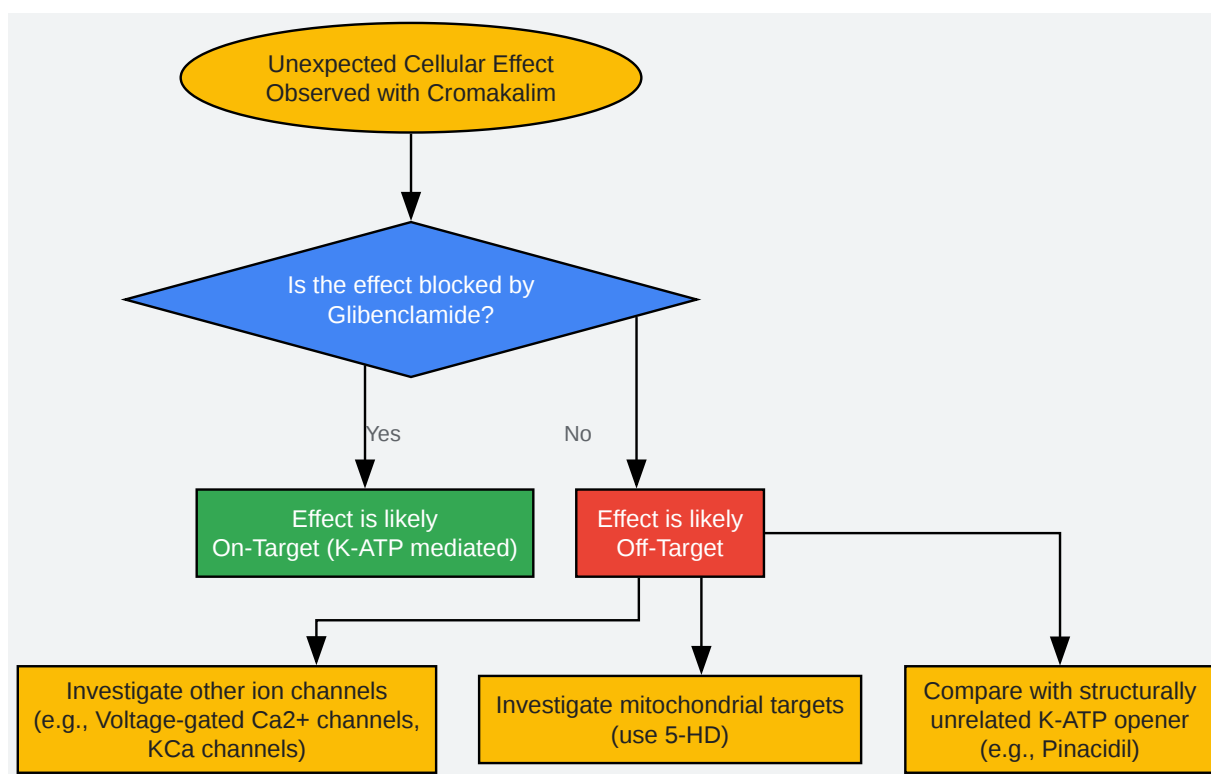 Unexpected Cellular Effect
Observed with Cromakalim
Is the effect blocked by
Glibenclamide?
Yes
No
Effect is likely
On-Target (K-ATP mediated)
Effect is likely
Off-Target
Investigate other ion channels
(e.g., Voltage-gated Ca2+ channels,
KCa channels)
Investigate mitochondrial targets
(use 5-HD)
Compare with structurally
unrelated K-ATP opener
(e.g., Pinacidil)